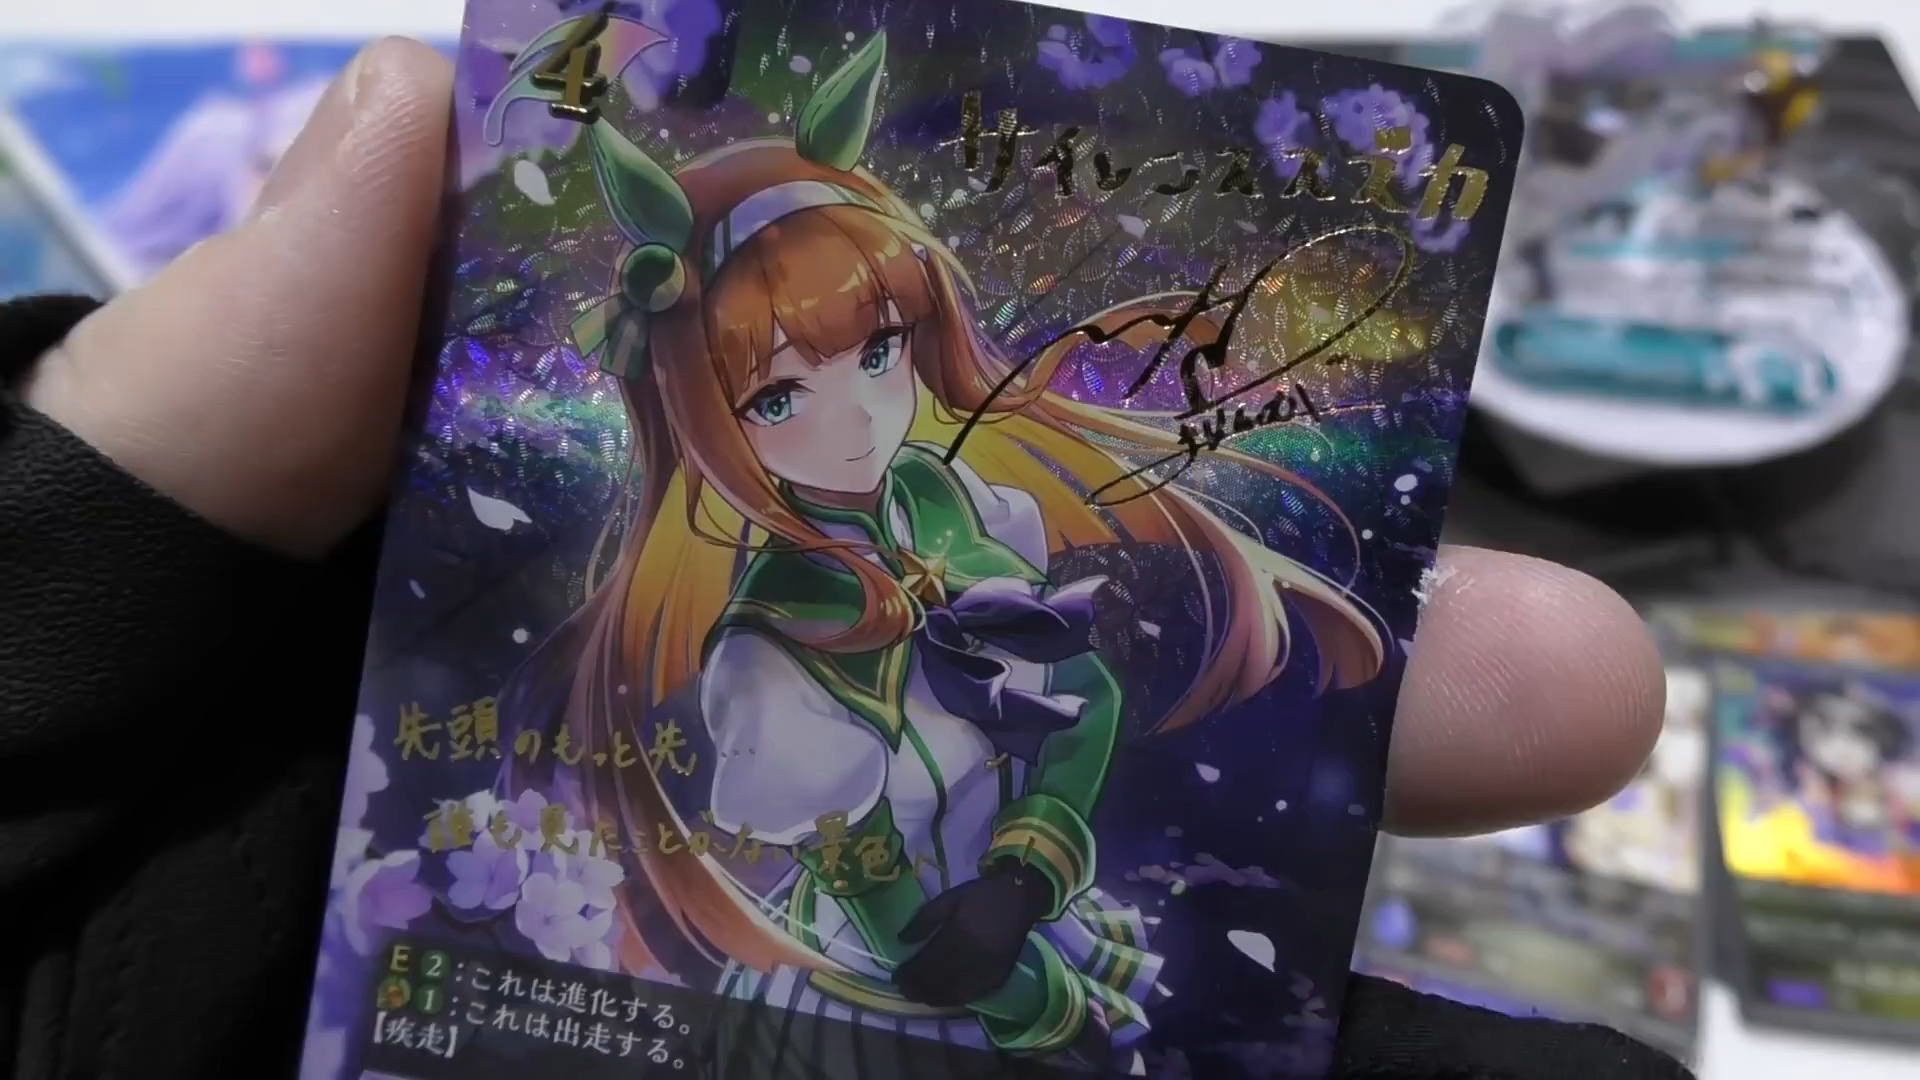 4
サイレンススズカ
先頭のもっと先…
誰も見たことがない景色へ…!
E 2:これは進化する。
1:これは出走する。
【疾走】